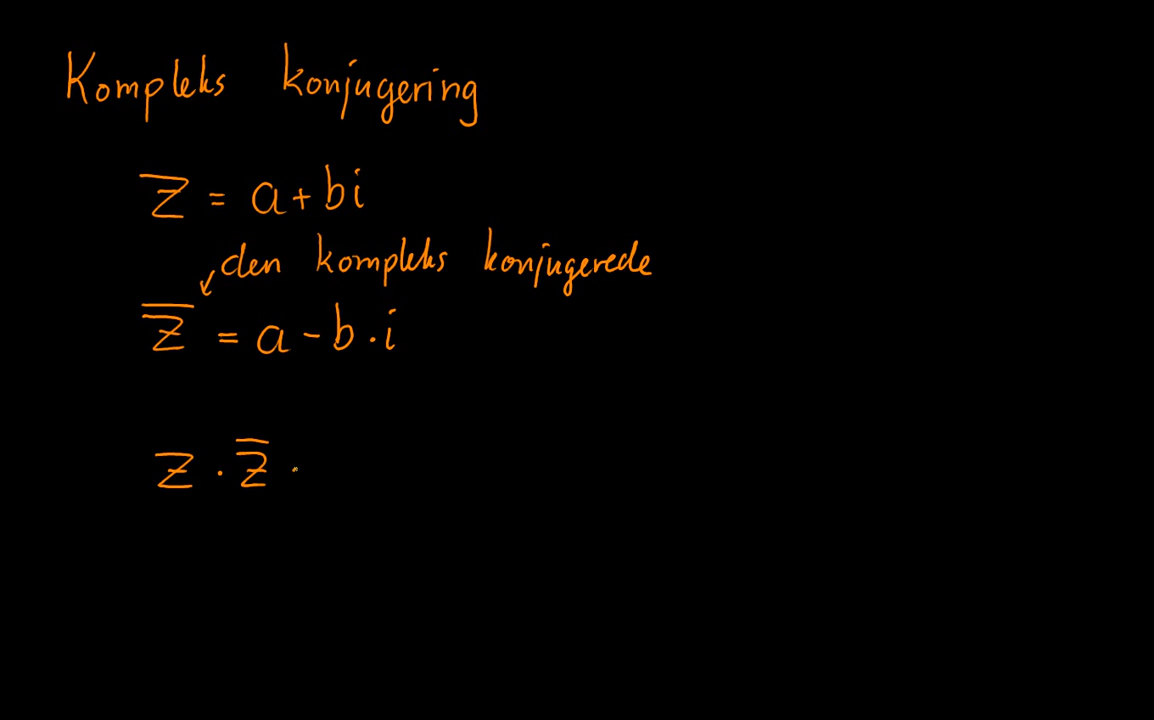 Kompleks konjugering
z = a + bi
den kompleks konjugerede
z̅ = a - b · i
z · z̅ ·